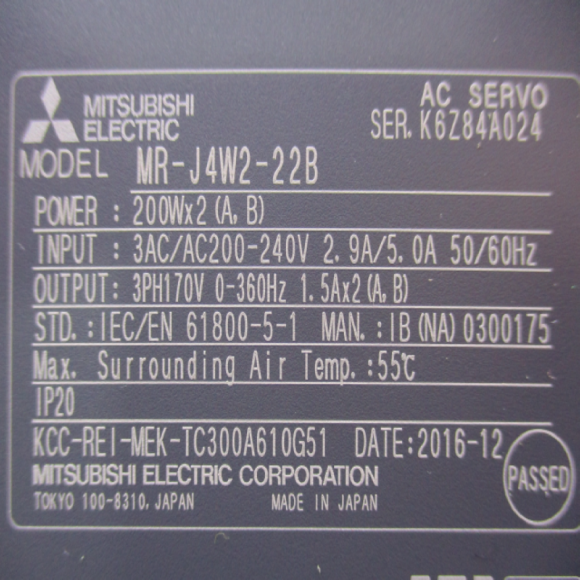 MITSUBISHI
ELECTRIC
AC SERVO
SER. K6Z84A024
MODEL MR-J4W2-22B
POWER : 200Wx2 (A, B)
INPUT : 3AC/AC200-240V 2.9A/5.0A 50/60Hz
OUTPUT: 3PH170V 0-360Hz 1.5Ax2(A, B)
STD. : IEC/EN 61800-5-1 MAN. : IB (NA) 0300175
Max. Surrounding Air Temp. :55℃
IP20
KCC-REI-MEK-TC300A610G51 DATE:2016-12
MITSUBISHI ELECTRIC CORPORATION
TOKYO 100-8310, JAPAN MADE IN JAPAN
PASSED